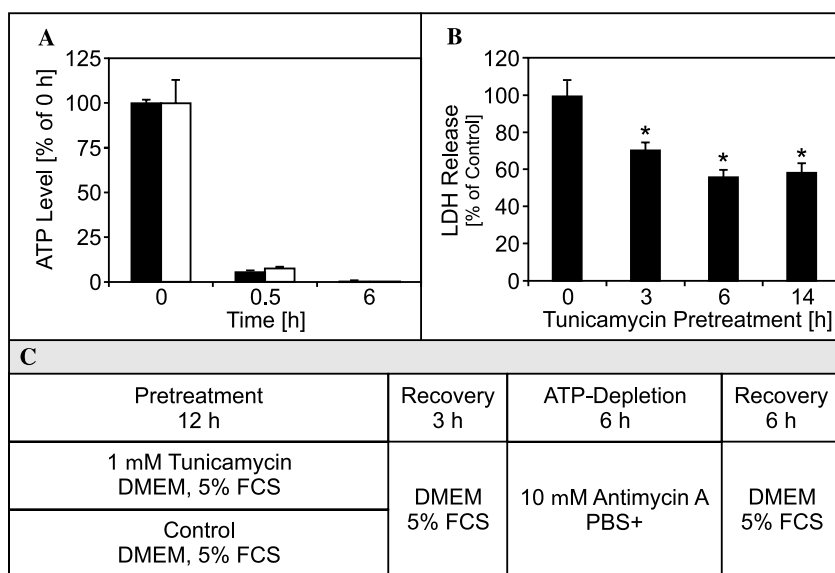 A
ATP Level [% of 0 h]
125
100
75
50
25
0
0 0.5 6
Time [h]
B
LDH Release
[% of Control]
120
100
80
60
40
20
0
* * *
0 3 6 14
Tunicamycin Pretreatment [h]
C
Pretreatment
12 h
Recovery
3 h
ATP-Depletion
6 h
Recovery
6 h
1 mM Tunicamycin
DMEM, 5% FCS
Control
DMEM, 5% FCS
DMEM
5% FCS
10 mM Antimycin A
PBS+
DMEM
5% FCS